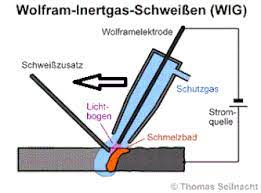 Wolfram-Inertgas-Schweißen (WIG)
Wolframelektrode
Schweißzusatz
Schutzgas
Licht-
bogen
Strom-
quelle
Schmelzbad
© Thomas Seilnacht